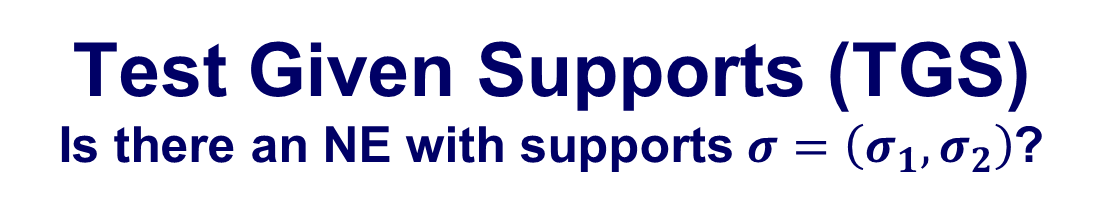 Test Given Supports (TGS)
Is there an NE with supports 𝝈 = (𝝈₁, 𝝈₂)?